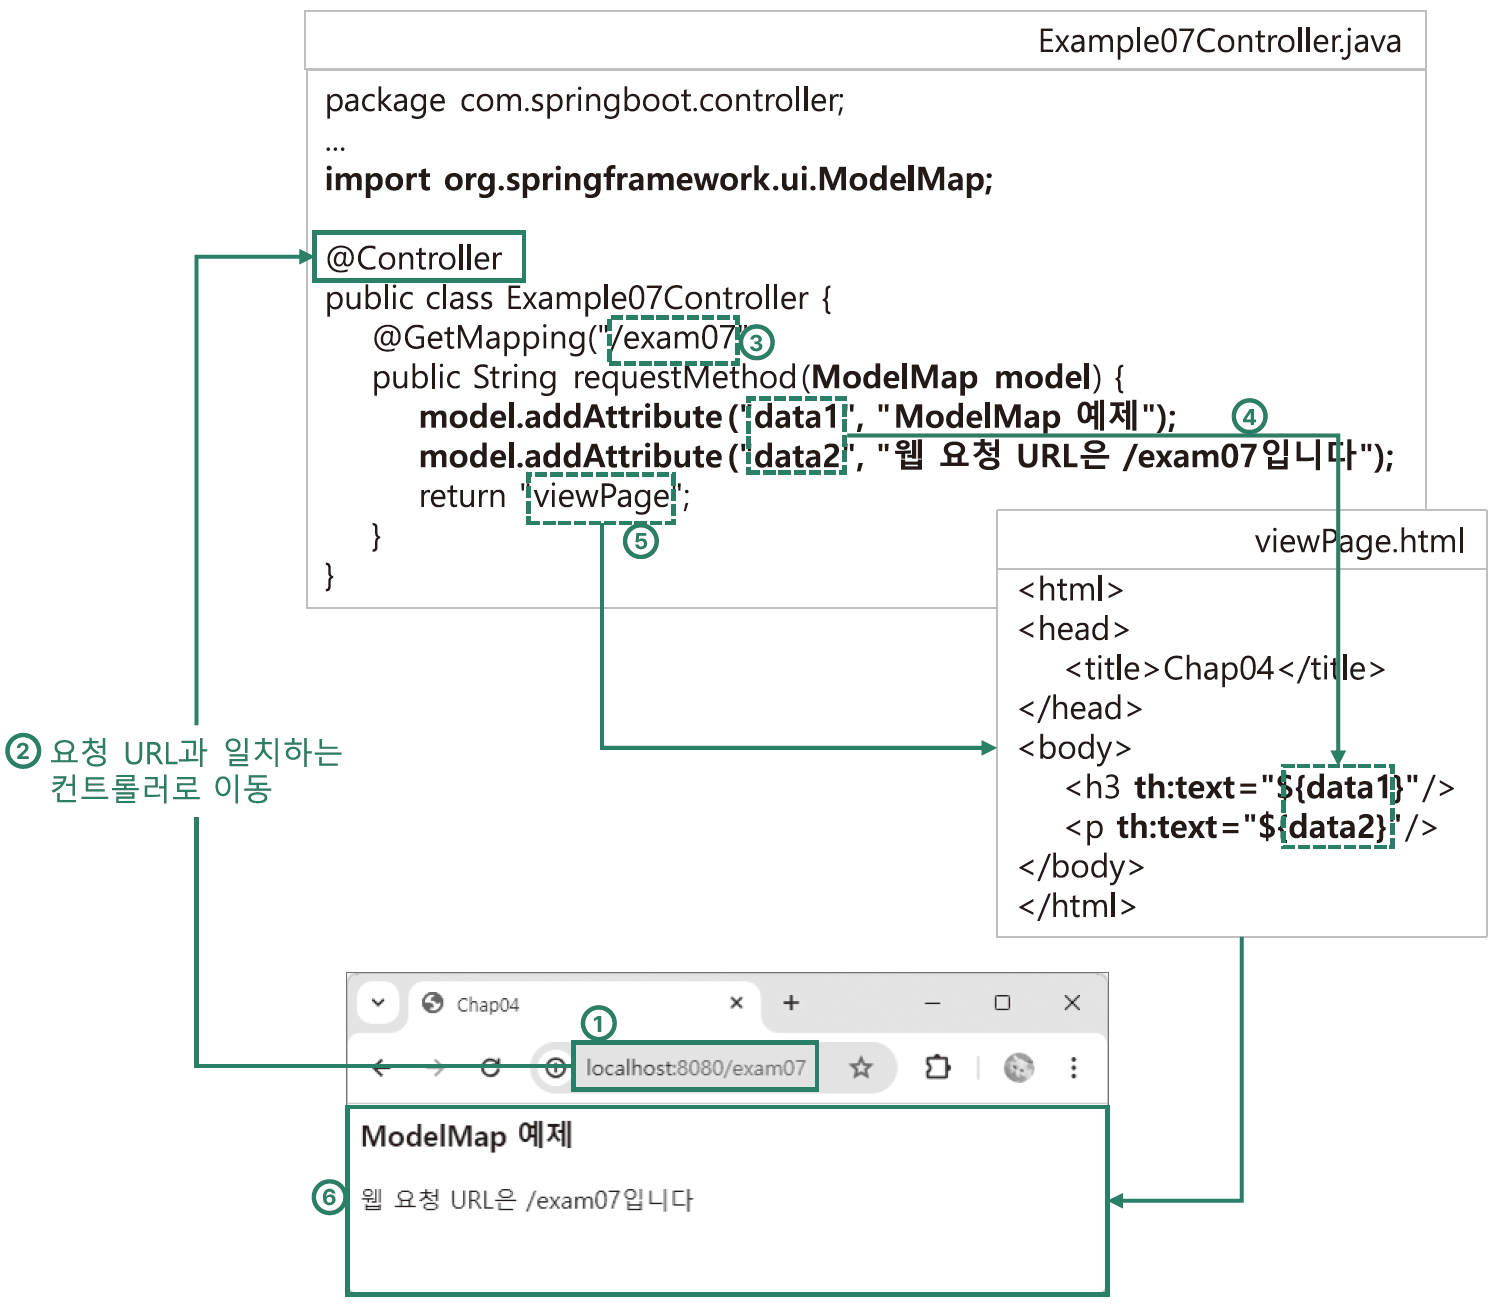 Example07Controller.java
package com.springboot.controller;
...
import org.springframework.ui.ModelMap;
@Controller
public class Example07Controller {
@GetMapping("/exam07"
③
public String requestMethod(ModelMap model) {
model.addAttribute("data1", "ModelMap 예제");
④
model.addAttribute("data2", "웹 요청 URL은 /exam07입니다");
return "viewPage";
⑤
}
}
viewPage.html
<html>
<head>
<title>Chap04</title>
</head>
<body>
<h3 th:text="${data1}"/>
<p th:text="${data2}"/>
</body>
</html>
② 요청 URL과 일치하는
컨트롤러로 이동
Chap04
①
localhost:8080/exam07
ModelMap 예제
⑥
웹 요청 URL은 /exam07입니다